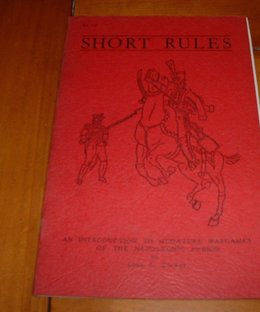 SHORT RULES
AN INTRODUCTION TO MINIATURE WARGAMES
OF THE NAPOLEONIC PERIOD